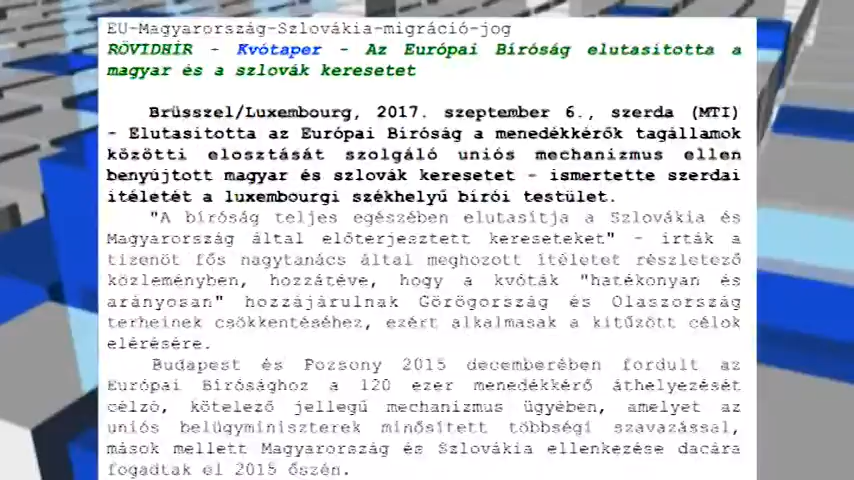 EU-Magyarország-Szlovákia-migráció-jog
RÖVIDHÍR - Kvótaper - Az Európai Bíróság elutasította a
magyar és a szlovák keresetet
Brüsszel/Luxembourg, 2017. szeptember 6., szerda (MTI)
- Elutasította az Európai Bíróság a menedékkérők tagállamok
közötti elosztását szolgáló uniós mechanizmus ellen
benyújtott magyar és szlovák keresetet - ismertette szerdai
ítéletét a luxembourgi székhelyű bírói testület.
"A bíróság teljes egészében elutasítja a Szlovákia és
Magyarország által előterjesztett kereseteket" - írták a
tizenöt fős nagytanács által meghozott ítéletet részletező
közleményben, hozzátéve, hogy a kvóták "hatékonyan és
arányosan" hozzájárulnak Görögország és Olaszország
terheinek csökkentéséhez, ezért alkalmasak a kitűzött célok
elérésére.
Budapest és Pozsony 2015 decemberében fordult az
Európai Bírósághoz a 120 ezer menedékkérő áthelyezését
célzó, kötelező jellegű mechanizmus ügyében, amelyet az
uniós belügyminiszterek minősített többségi szavazással,
mások mellett Magyarország és Szlovákia ellenkezése dacára
fogadtak el 2015 őszén.